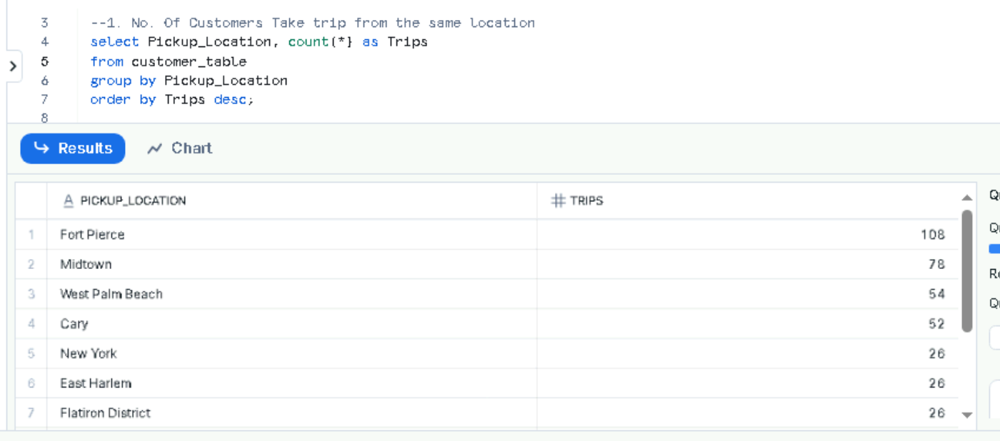 3 --1. No. Of Customers Take trip from the same location
4 select Pickup_Location, count(*) as Trips
5 from customer_table
6 group by Pickup_Location
7 order by Trips desc;
8
Results Chart
PICKUP_LOCATION TRIPS
1 Fort Pierce 108
2 Midtown 78
3 West Palm Beach 54
4 Cary 52
5 New York 26
6 East Harlem 26
7 Flatiron District 26